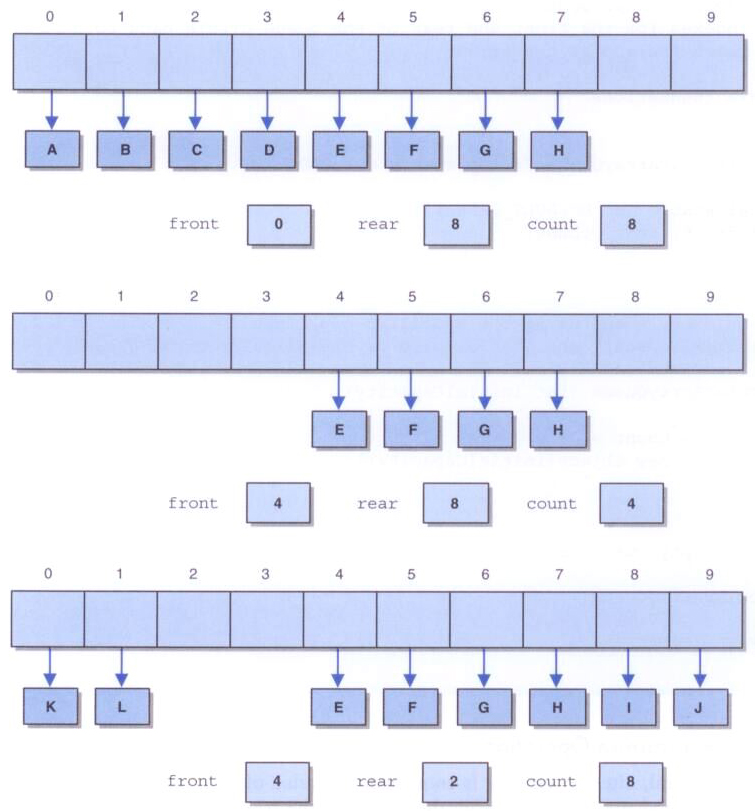 0 1 2 3 4 5 6 7 8 9
A B C D E F G H
front 0 rear 8 count 8
0 1 2 3 4 5 6 7 8 9
E F G H
front 4 rear 8 count 4
0 1 2 3 4 5 6 7 8 9
K L E F G H I J
front 4 rear 2 count 8